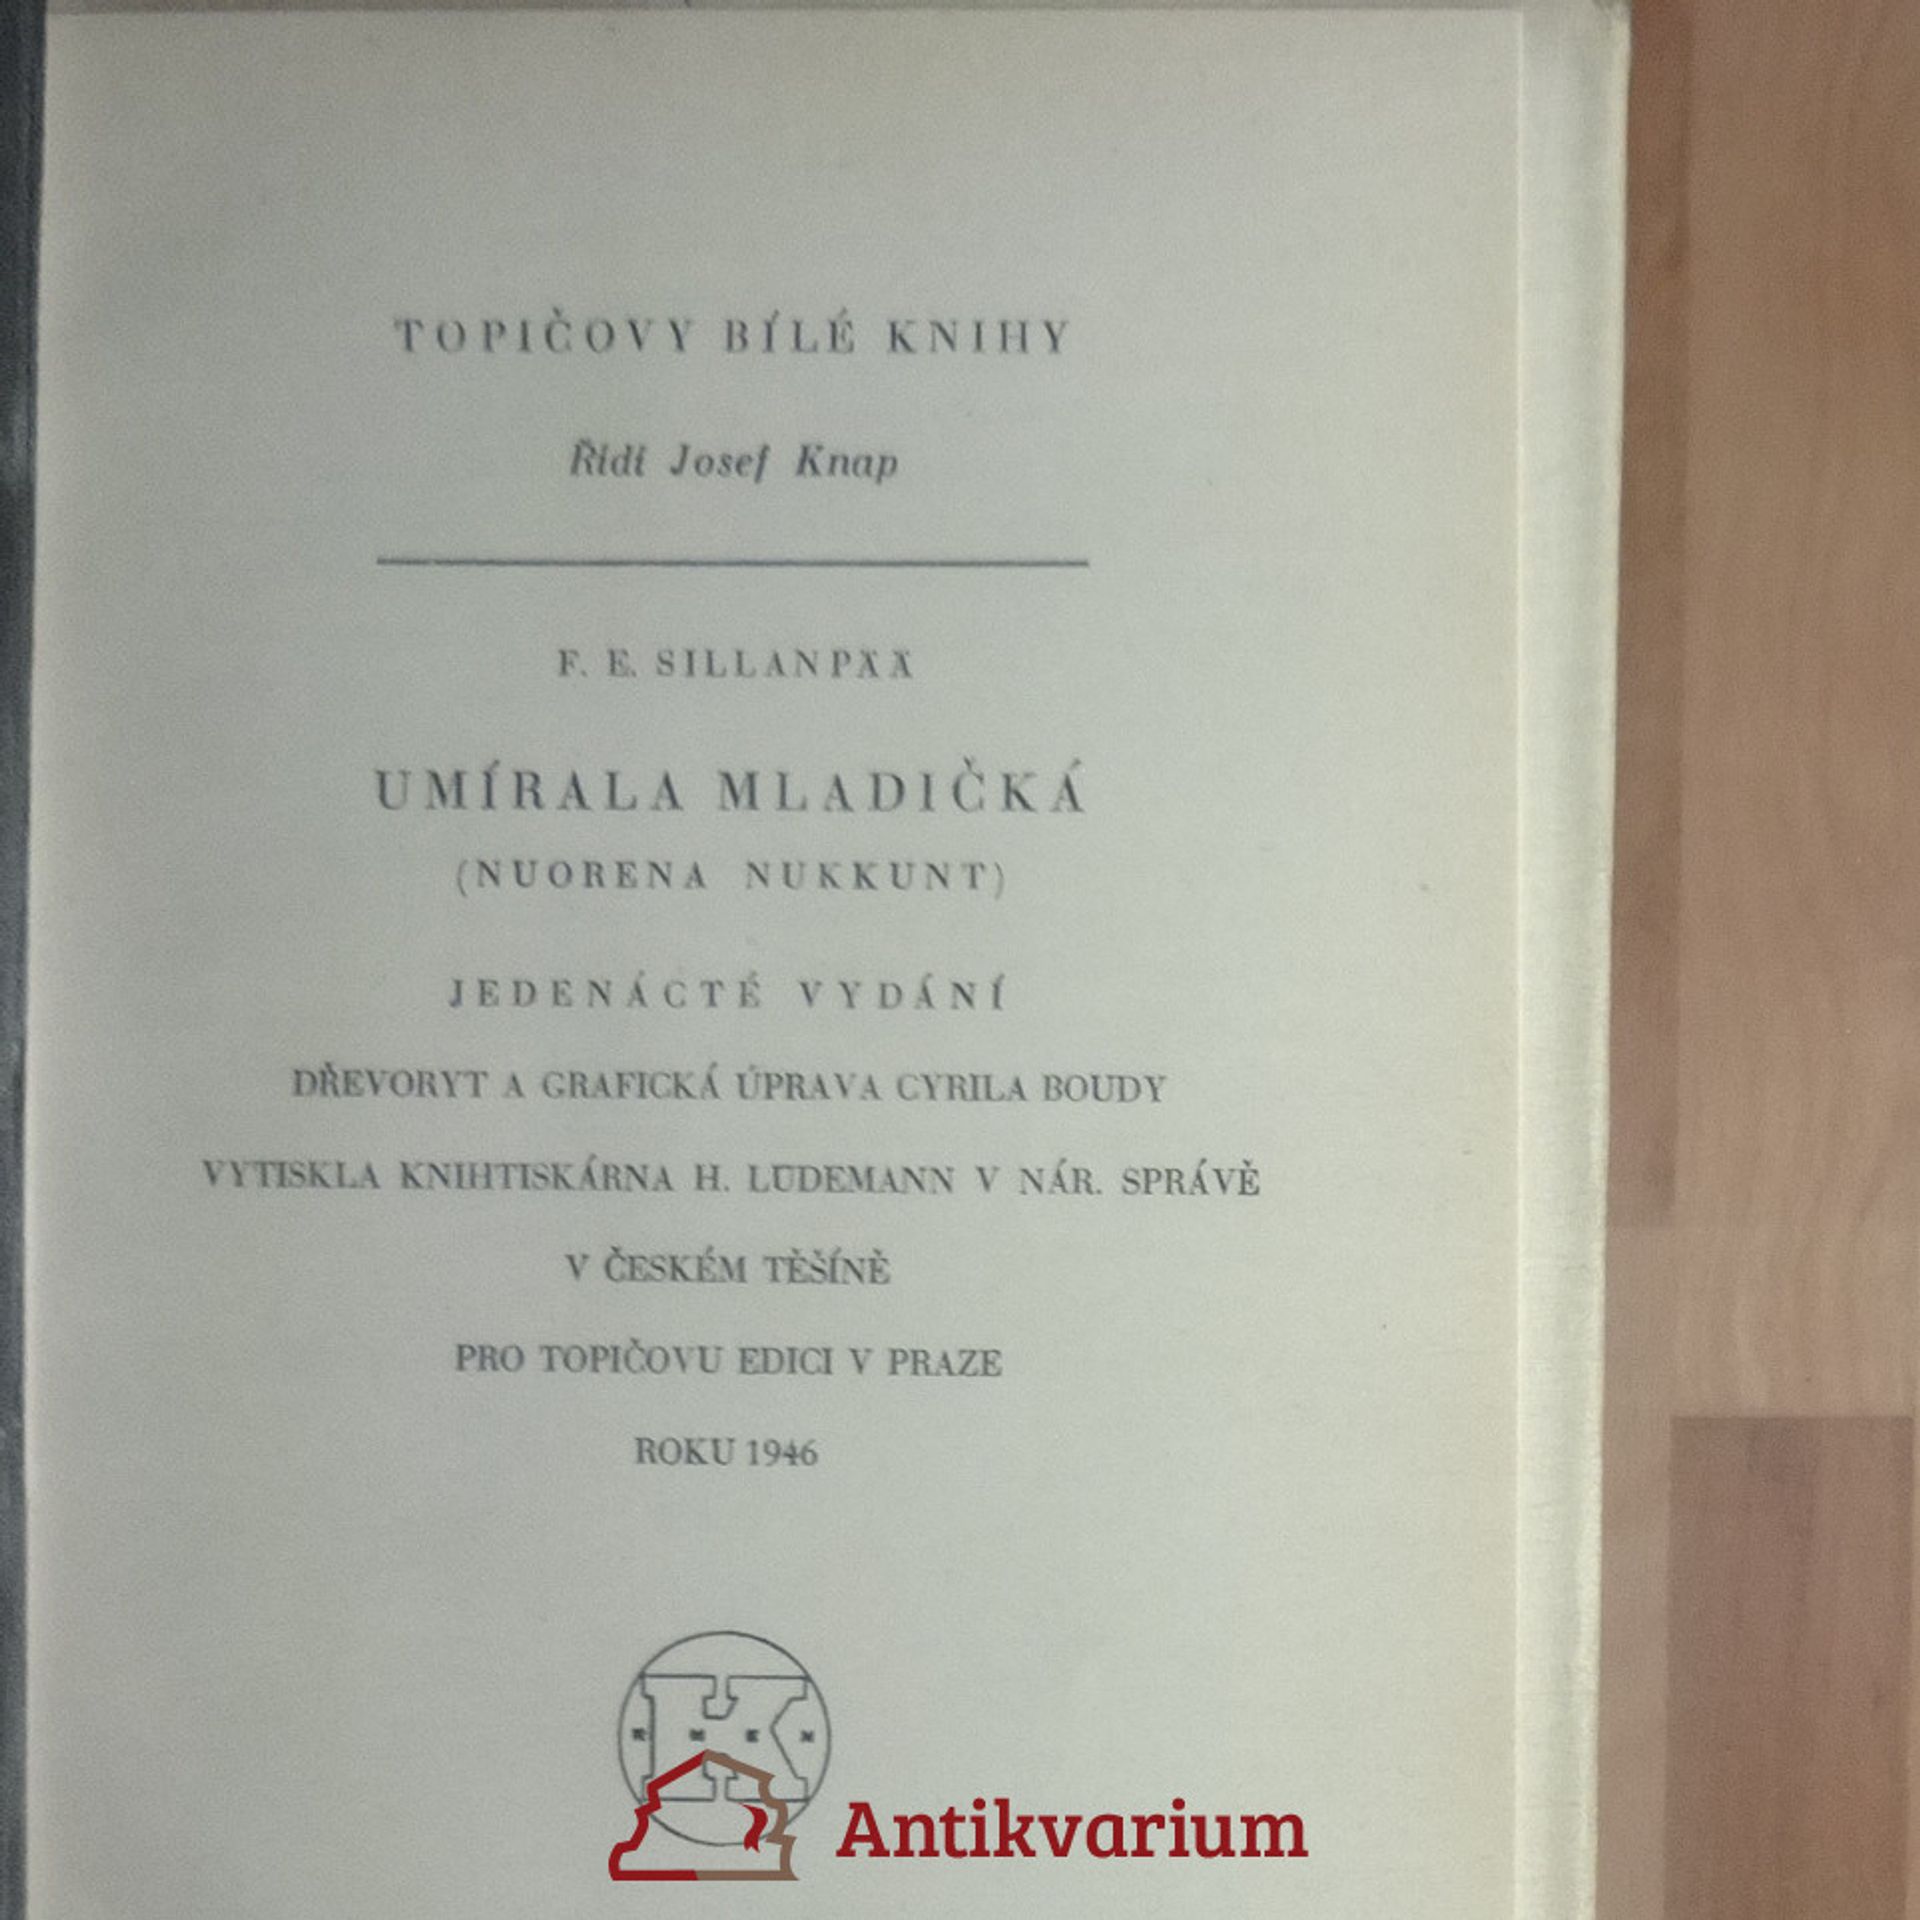 TOPIČOVY BÍLÉ KNIHY
Řídí Josef Knap
F. E. SILLANPÄÄ
UMÍRALA MLADIČKÁ
(NUORENA NUKKUNT)
JEDENÁCTÉ VYDÁNÍ
DŘEVORYT A GRAFICKÁ ÚPRAVA CYRILA BOUDY
VYTISKLA KNIHTISKÁRNA H. LÜDEMANN V NÁR. SPRÁVĚ
V ČESKÉM TĚŠÍNĚ
PRO TOPIČOVU EDICI V PRAZE
ROKU 1946
K
R M E N
Antikvarium